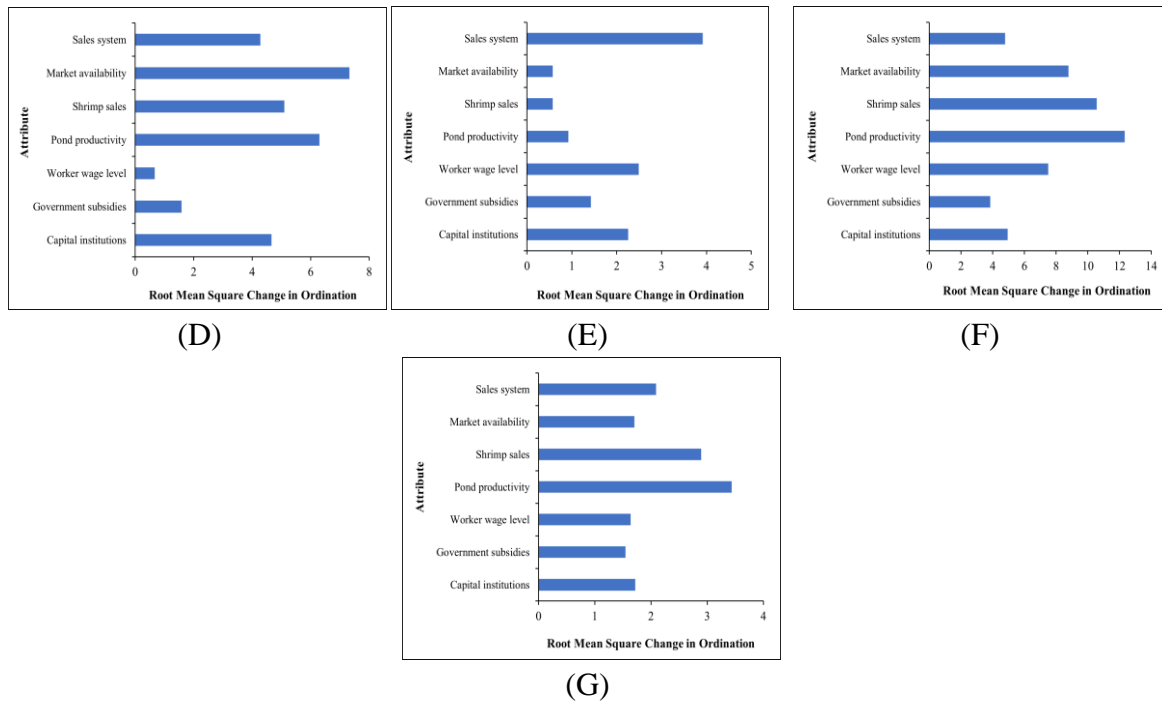 Sales system
Market availability
Shrimp sales
Pond productivity
Worker wage level
Government subsidies
Capital institutions
Attribute
0 2 4 6 8
Root Mean Square Change in Ordination
(D)
Sales system
Market availability
Shrimp sales
Pond productivity
Worker wage level
Government subsidies
Capital institutions
Attribute
0 1 2 3 4 5
Root Mean Square Change in Ordination
(E)
Sales system
Market availability
Shrimp sales
Pond productivity
Worker wage level
Government subsidies
Capital institutions
Attribute
0 2 4 6 8 10 12 14
Root Mean Square Change in Ordination
(F)
Sales system
Market availability
Shrimp sales
Pond productivity
Worker wage level
Government subsidies
Capital institutions
Attribute
0 1 2 3 4
Root Mean Square Change in Ordination
(G)